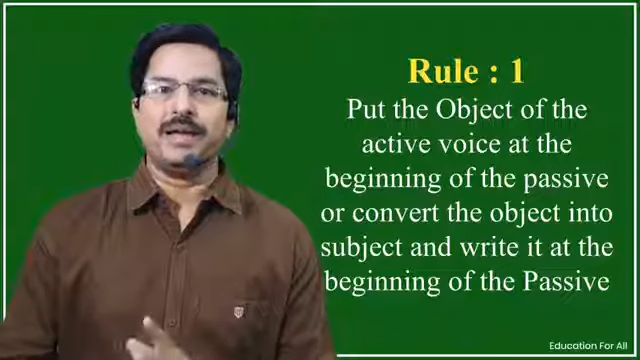 Rule : 1
Put the Object of the
active voice at the
beginning of the passive
or convert the object into
subject and write it at the
beginning of the Passive
Education For All